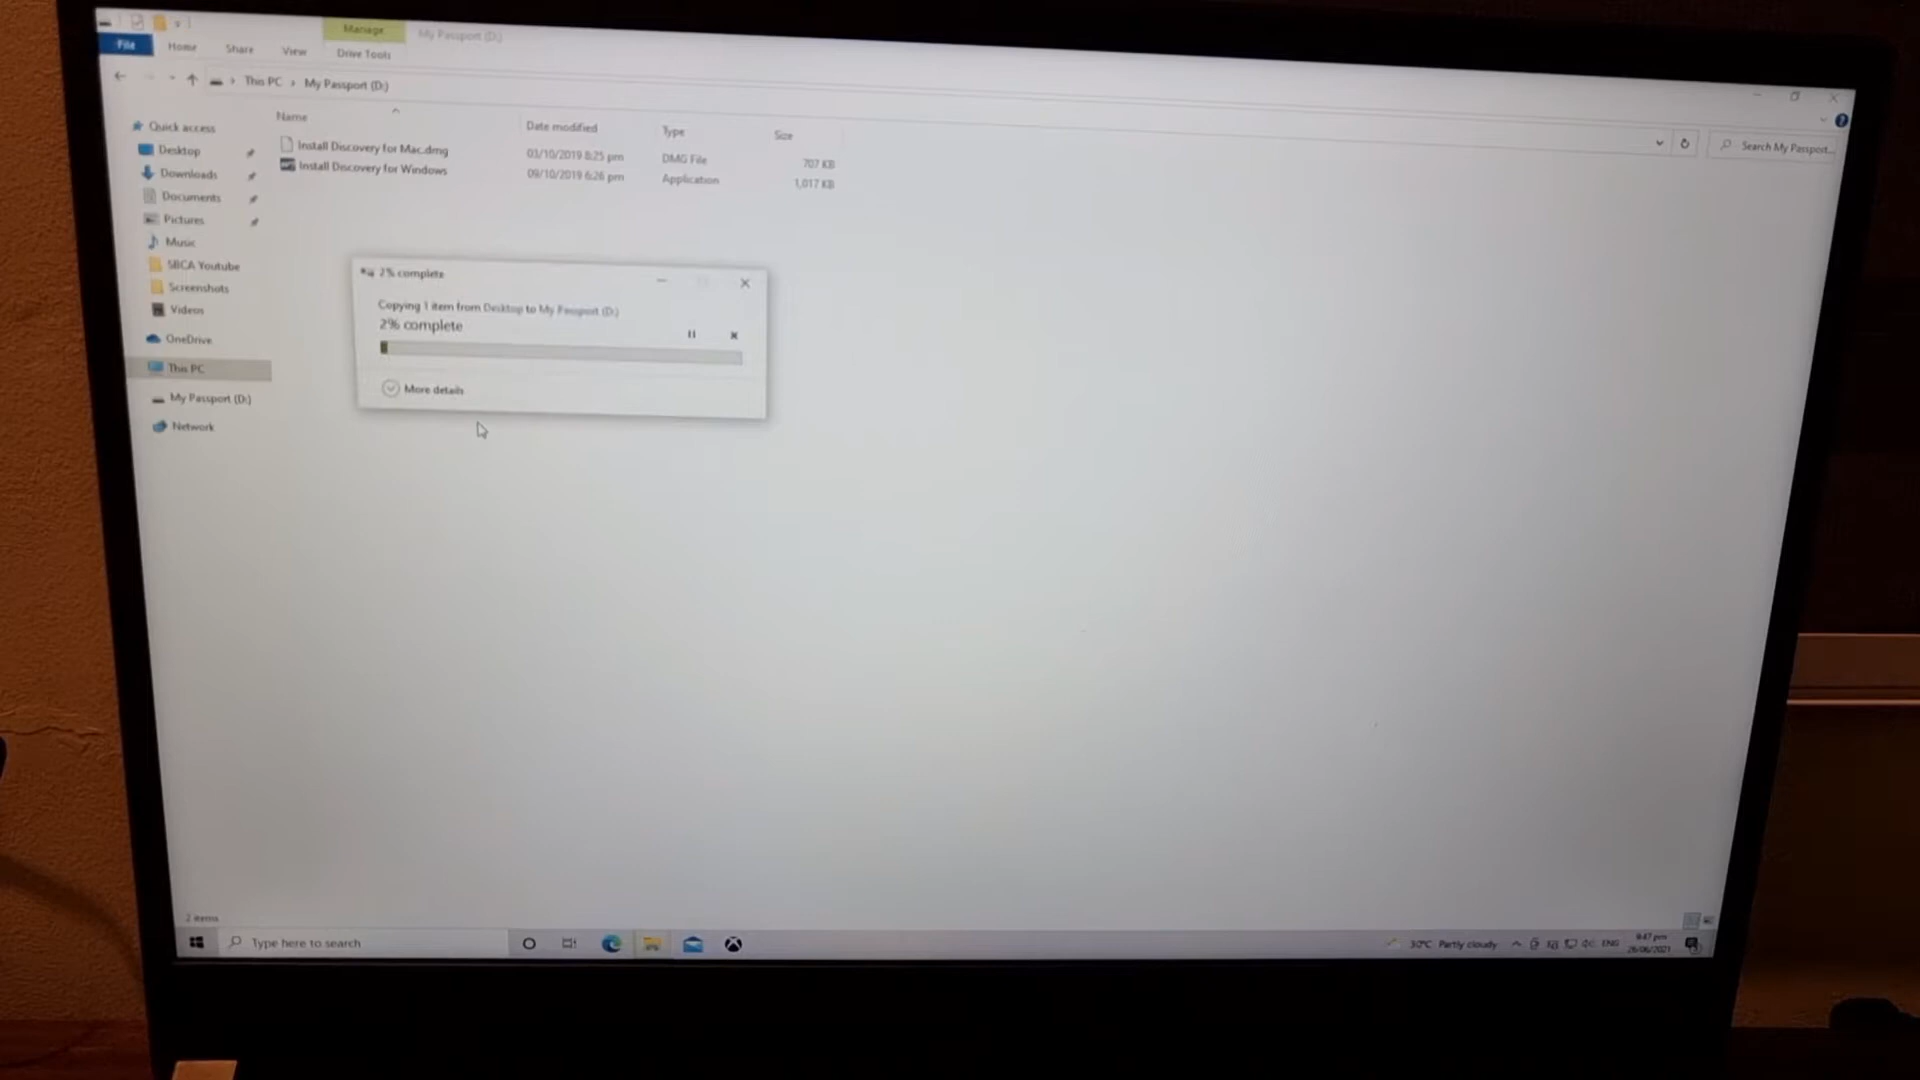 Manage
My Passport (D:)
File Home Share View Drive Tools
This PC › My Passport (D:)
Search My Passport...
Name Date modified Type Size
Install Discovery for Mac.dmg 03/10/2019 8:25 pm DMG File 707 KB
Install Discovery for Windows 09/10/2019 6:26 pm Application 1,017 KB
Quick access
Desktop
Downloads
Documents
Pictures
Music
SBCA Youtube
Screenshots
Videos
OneDrive
This PC
My Passport (D:)
Network
2% complete
Copying 1 item from Desktop to My Passport (D:)
2% complete
More details
2 items
Type here to search
30°C Partly cloudy
ENG
9:47 pm
26/06/2021